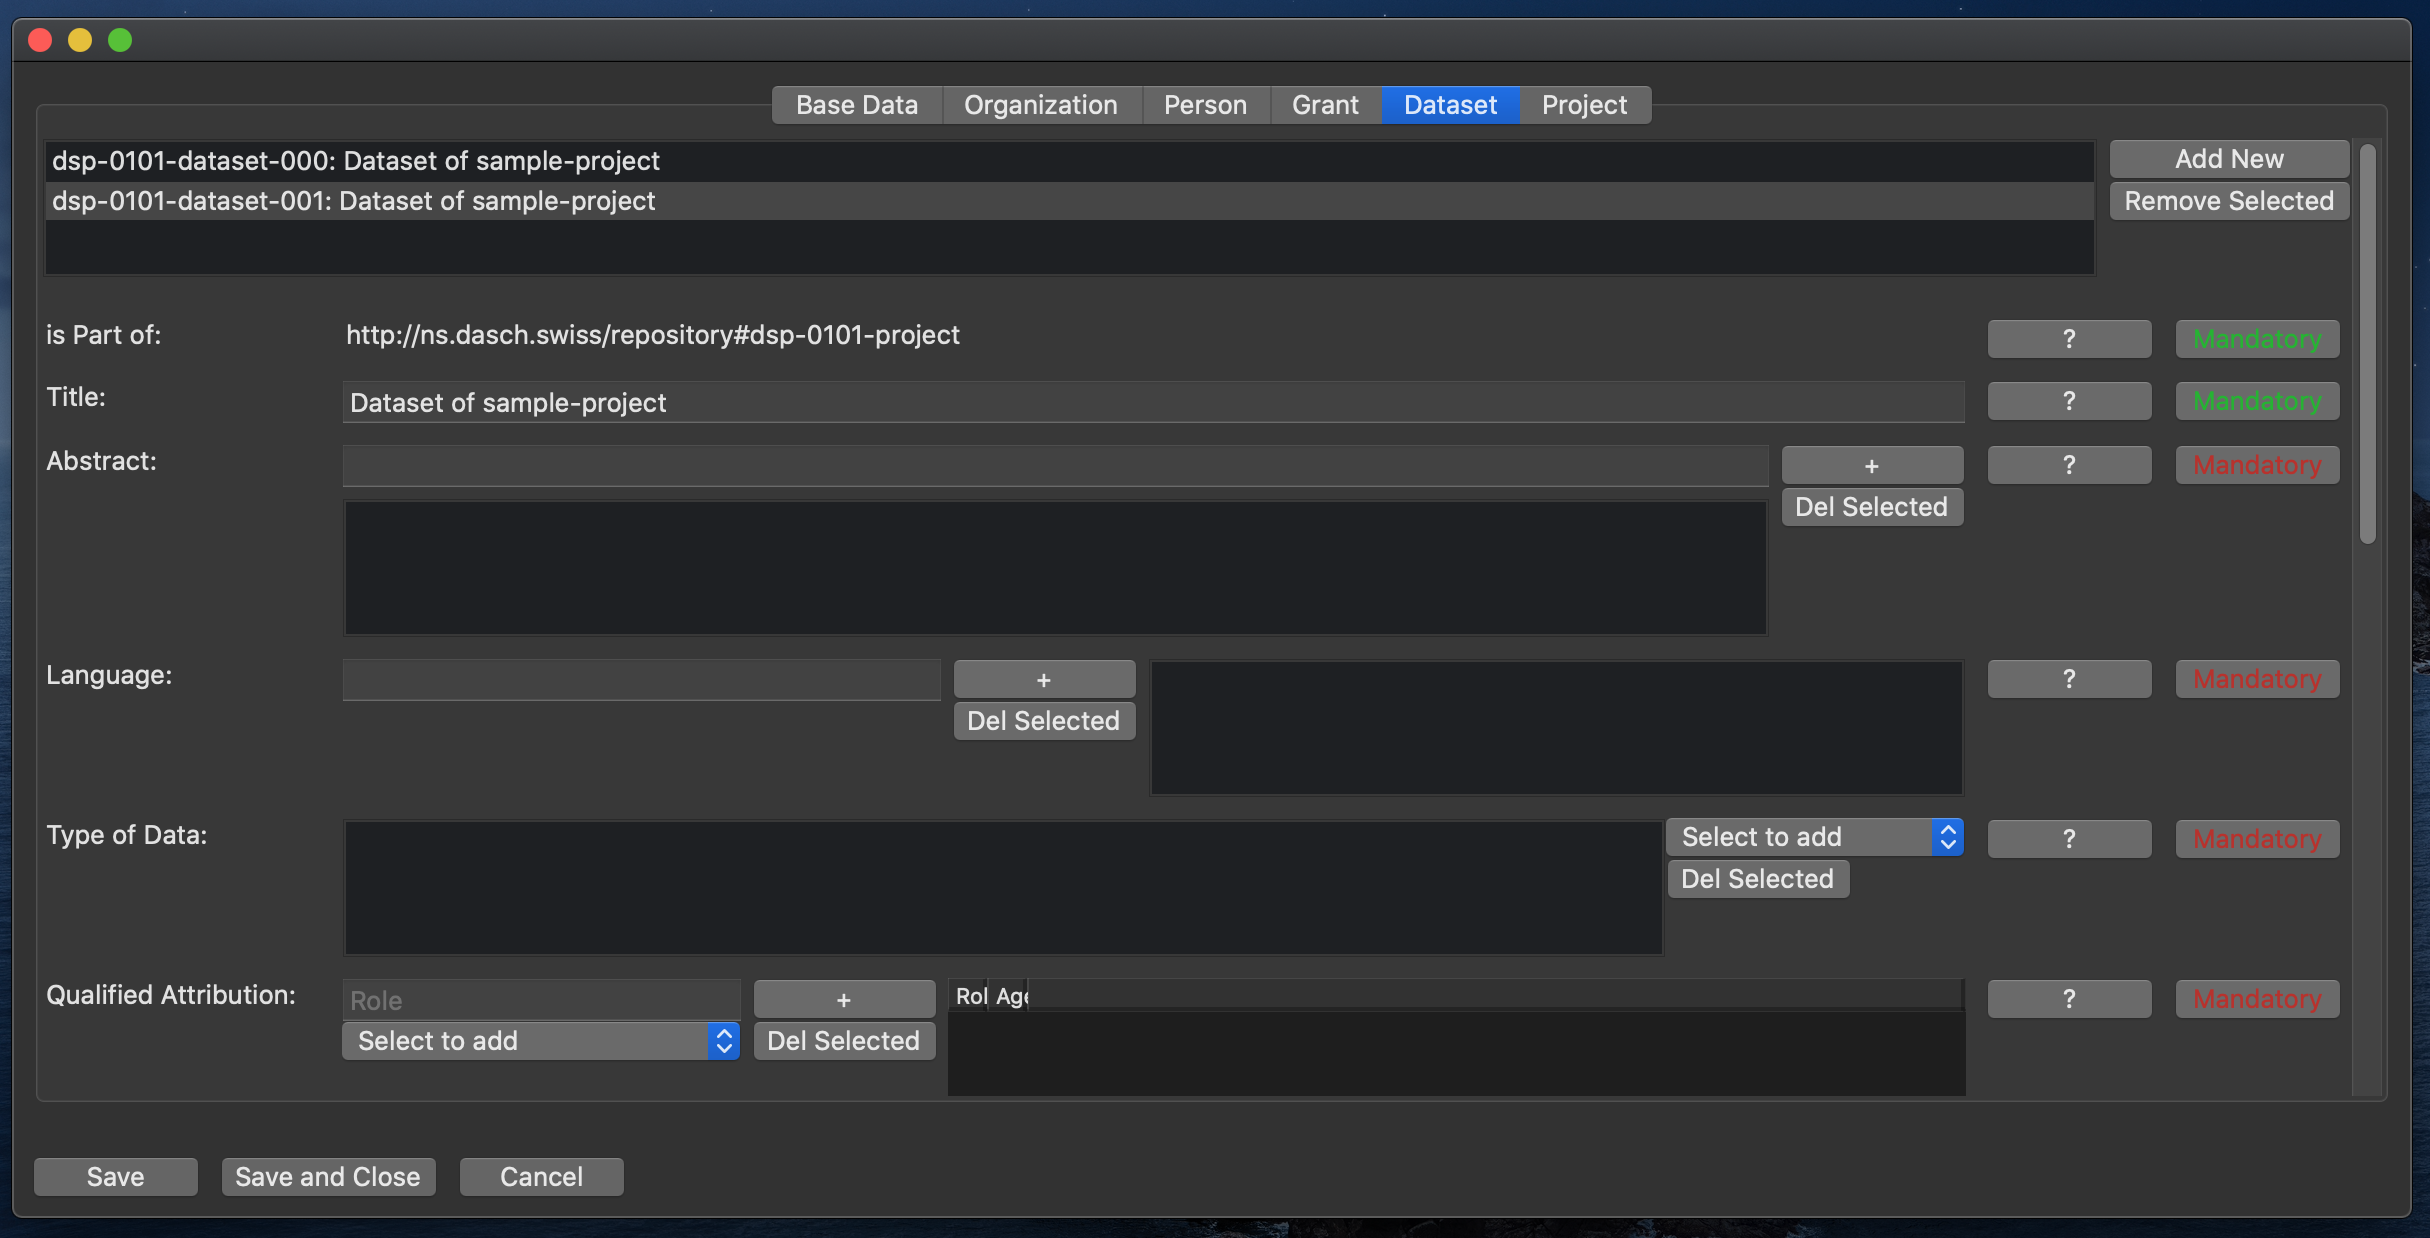 Base Data Organization Person Grant Dataset Project
dsp-0101-dataset-000: Dataset of sample-project
dsp-0101-dataset-001: Dataset of sample-project
Add New
Remove Selected
is Part of: http://ns.dasch.swiss/repository#dsp-0101-project ? Mandatory
Title: Dataset of sample-project ? Mandatory
Abstract: + ? Mandatory
Del Selected
Language: + ? Mandatory
Del Selected
Type of Data: Select to add ? Mandatory
Del Selected
Qualified Attribution: Role + Rol Age ? Mandatory
Select to add Del Selected
Save Save and Close Cancel